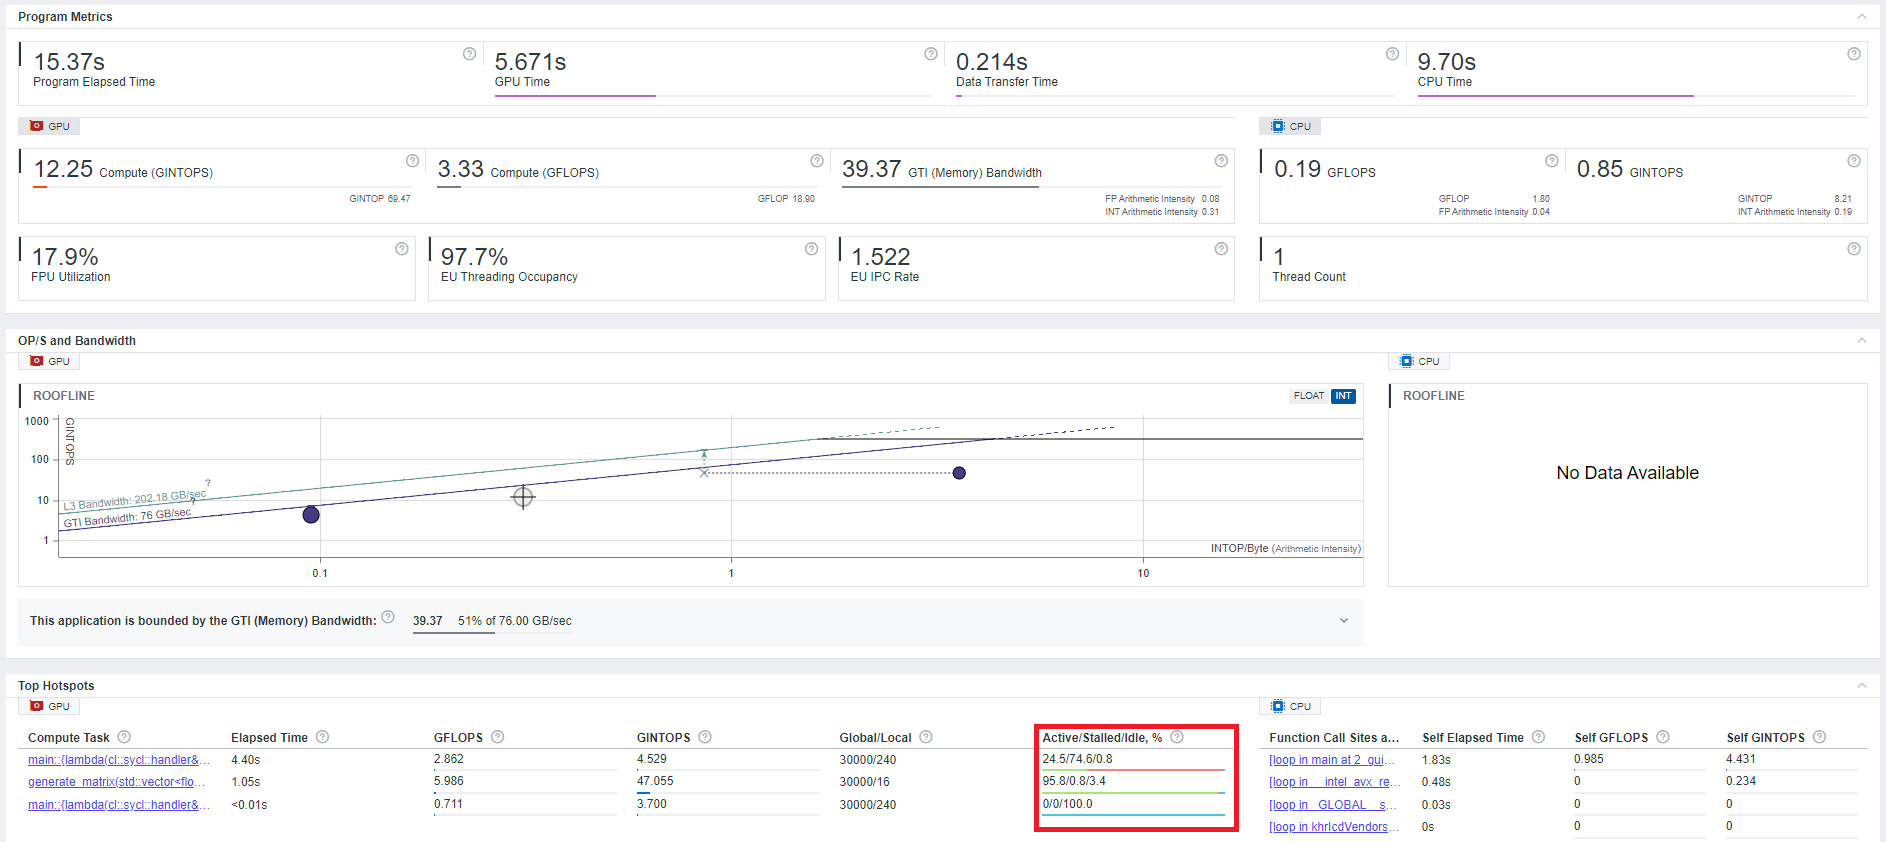 Program Metrics
15.37s
Program Elapsed Time
5.671s
GPU Time
0.214s
Data Transfer Time
9.70s
CPU Time
GPU
12.25 Compute (GINTOPS)
GINTOP 69.47
3.33 Compute (GFLOPS)
GFLOP 18.90
39.37 GTI (Memory) Bandwidth
FP Arithmetic Intensity 0.08
INT Arithmetic Intensity 0.31
17.9%
FPU Utilization
97.7%
EU Threading Occupancy
1.522
EU IPC Rate
CPU
0.19 GFLOPS
GFLOP 1.80
FP Arithmetic Intensity 0.04
0.85 GINTOPS
GINTOP 8.21
INT Arithmetic Intensity 0.19
1
Thread Count
OP/S and Bandwidth
GPU
ROOFLINE
FLOAT INT
GINTOPS
1000
100
10
1
L3 Bandwidth: 202.18 GB/sec
?
GTI Bandwidth: 76 GB/sec
?
INTOP/Byte (Arithmetic Intensity)
0.1 1 10
CPU
ROOFLINE
No Data Available
This application is bounded by the GTI (Memory) Bandwidth: 39.37 51% of 76.00 GB/sec
Top Hotspots
GPU
Compute Task Elapsed Time GFLOPS GINTOPS Global/Local Active/Stalled/Idle, %
main::{lambda(cl::sycl::handler&... 4.40s 2.862 4.529 30000/240 24.5/74.6/0.8
generate_matrix(std::vector<flo... 1.05s 5.986 47.055 30000/16 95.8/0.8/3.4
main::{lambda(cl::sycl::handler&... <0.01s 0.711 3.700 30000/240 0/0/100.0
CPU
Function Call Sites a... Self Elapsed Time Self GFLOPS Self GINTOPS
[loop in main at 2_gui... 1.83s 0.985 4.431
[loop in __intel_avx_re... 0.48s 0 0.234
[loop in _GLOBAL__s... 0.03s 0 0
[loop in khrIcdVendors... 0s 0 0